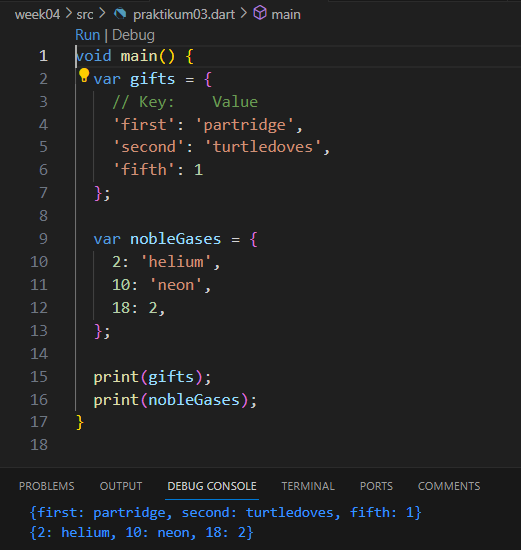 week04 > src > praktikum03.dart > main
Run | Debug
1 void main() {
2 var gifts = {
3 // Key:    Value
4 'first': 'partridge',
5 'second': 'turtledoves',
6 'fifth': 1
7 };
8
9 var nobleGases = {
10 2: 'helium',
11 10: 'neon',
12 18: 2,
13 };
14
15 print(gifts);
16 print(nobleGases);
17 }
18
PROBLEMS OUTPUT DEBUG CONSOLE TERMINAL PORTS COMMENTS
{first: partridge, second: turtledoves, fifth: 1}
{2: helium, 10: neon, 18: 2}